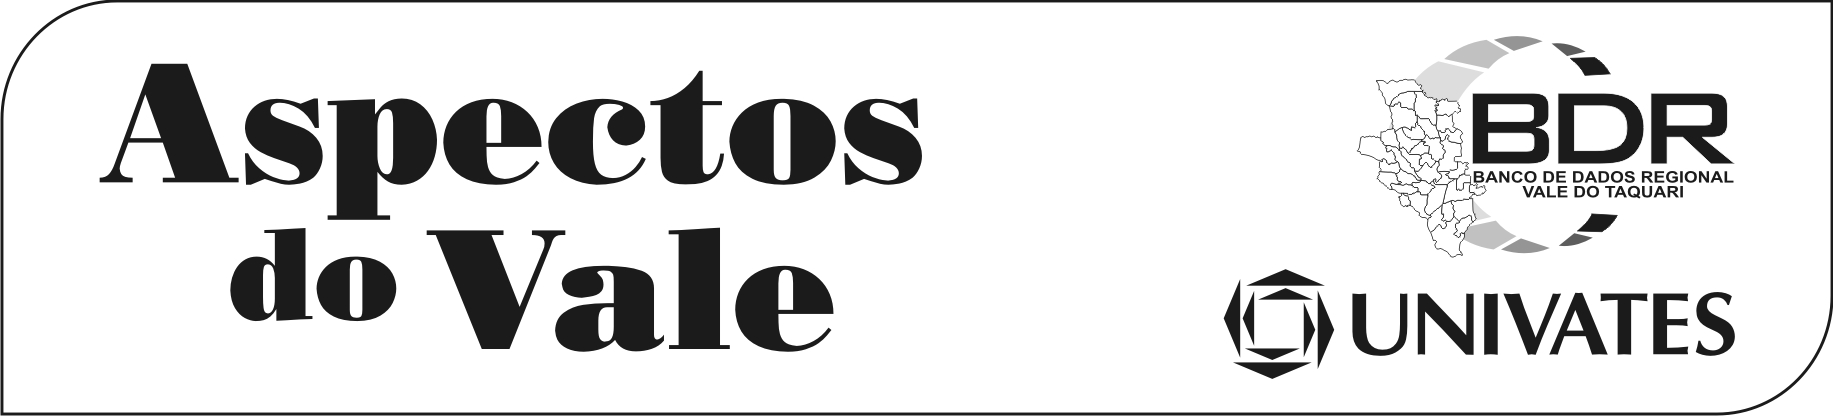 Aspectos
do Vale
BDR
BANCO DE DADOS REGIONAL
VALE DO TAQUARI
UNIVATES